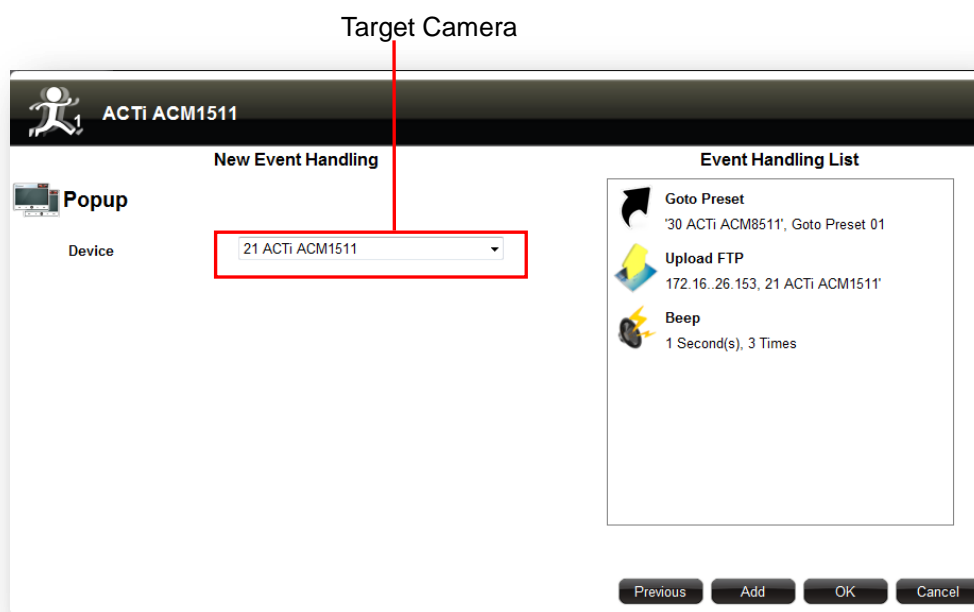 Target Camera
ACTi ACM1511
New Event Handling
Popup
Device
21 ACTi ACM1511
Event Handling List
Goto Preset
'30 ACTi ACM8511', Goto Preset 01
Upload FTP
172.16..26.153, 21 ACTi ACM1511'
Beep
1 Second(s), 3 Times
Previous
Add
OK
Cancel